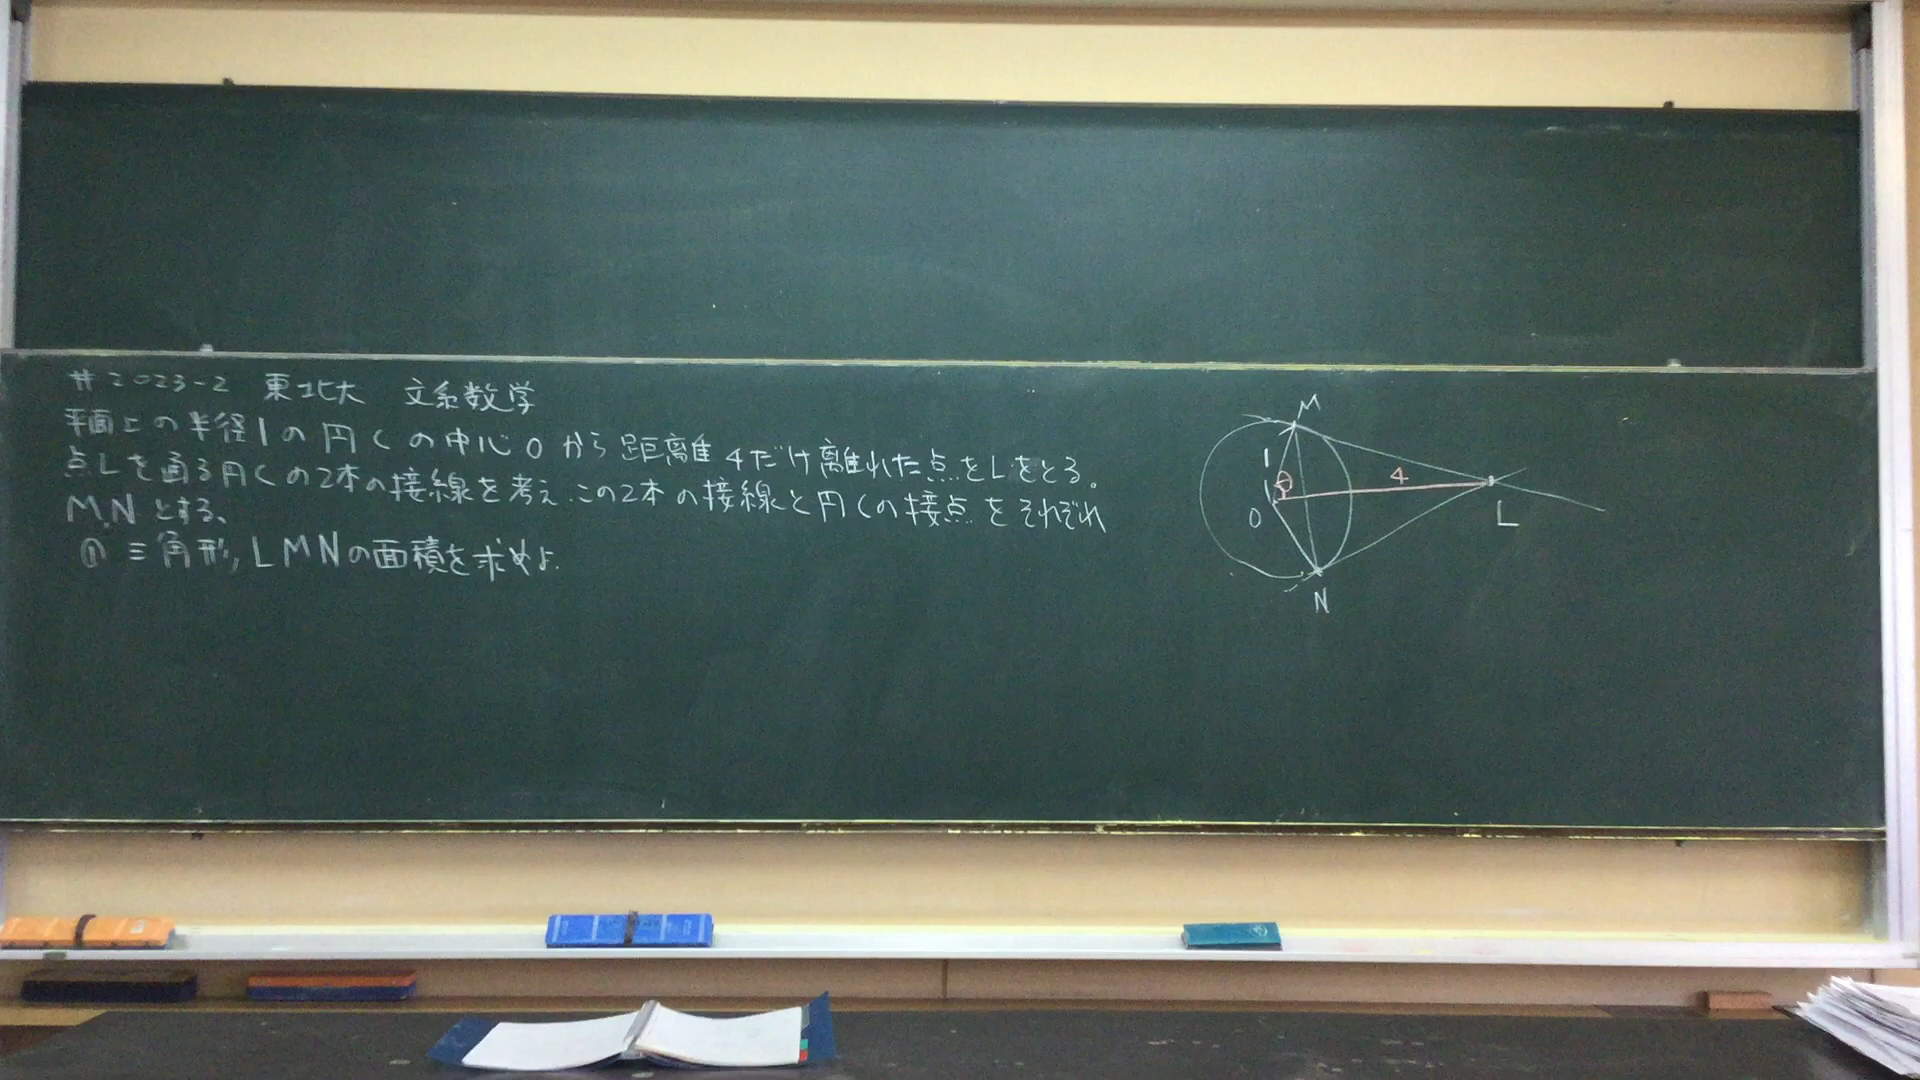 #2023-2 東北大 文系数学
平面上の半径1の円Cの中心Oから距離4だけ離れた点をLをとる。
点Lを通る円Cの2本の接線を考え、この2本の接線と円Cの接点をそれぞれ
M,Nとする、
(1) 三角形LMNの面積を求めよ.
M
1
θ
4
O
L
N